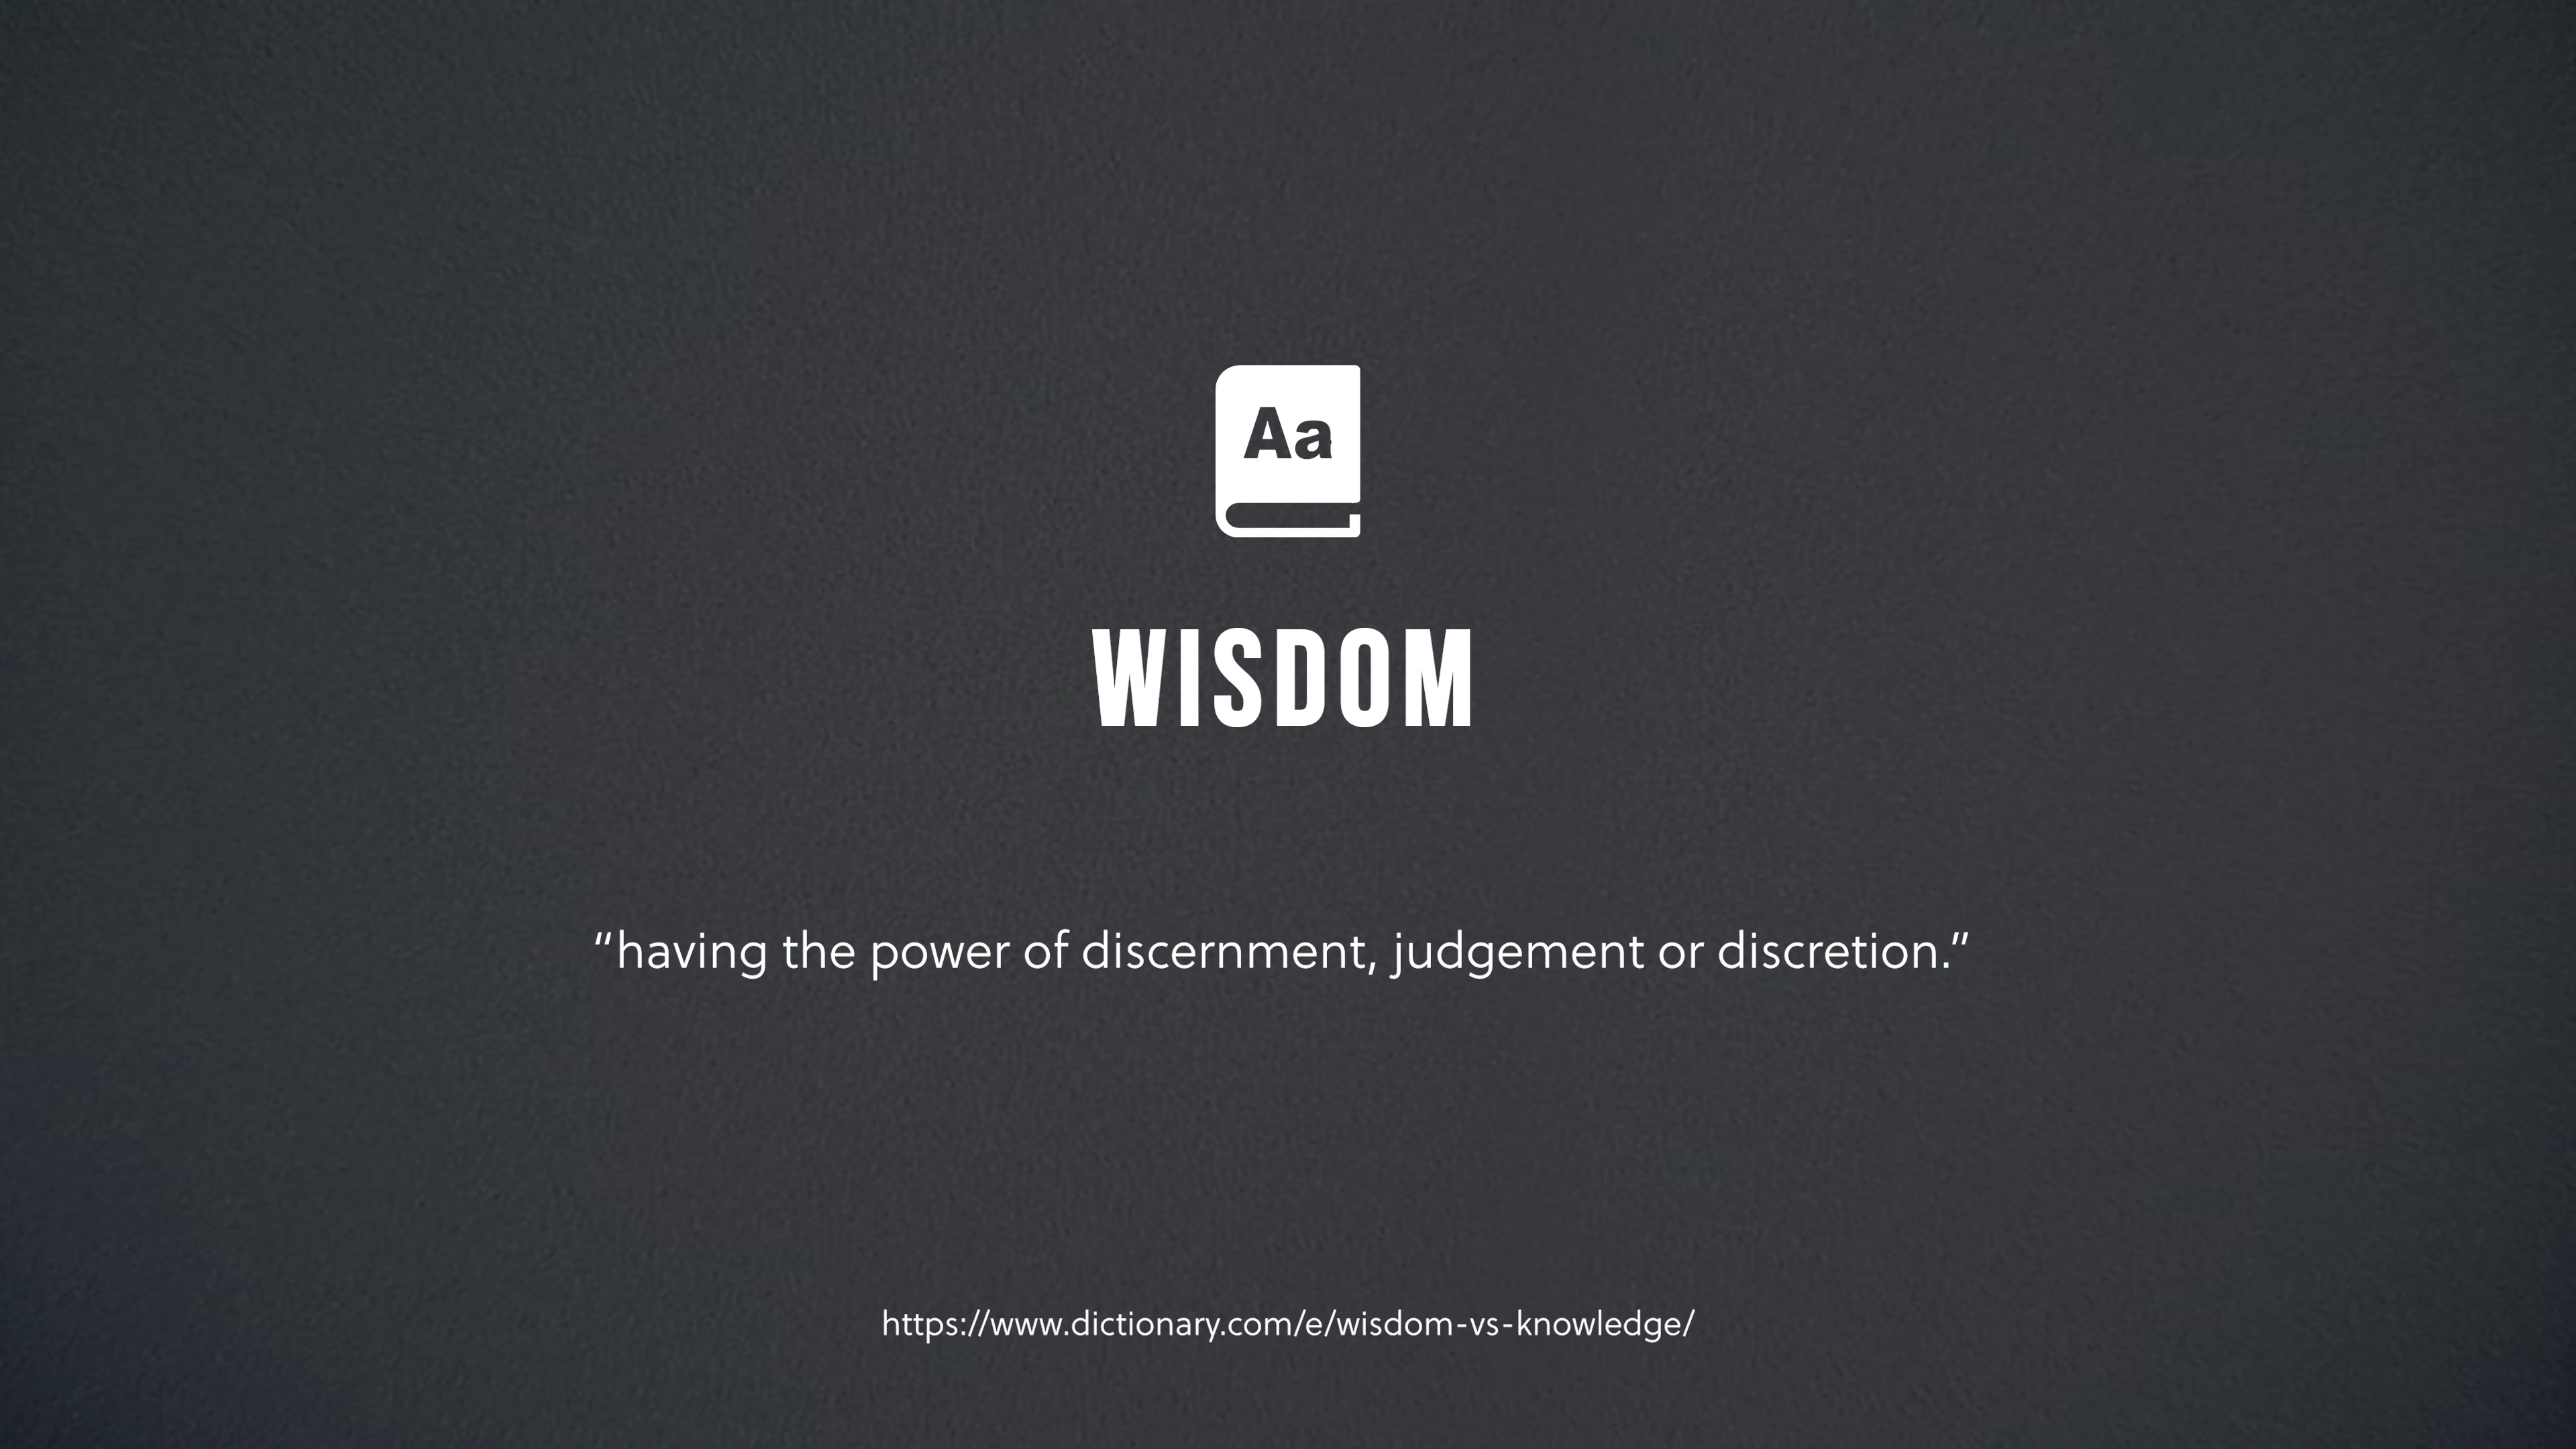 Aa
WISDOM
“having the power of discernment, judgement or discretion.”
https://www.dictionary.com/e/wisdom-vs-knowledge/